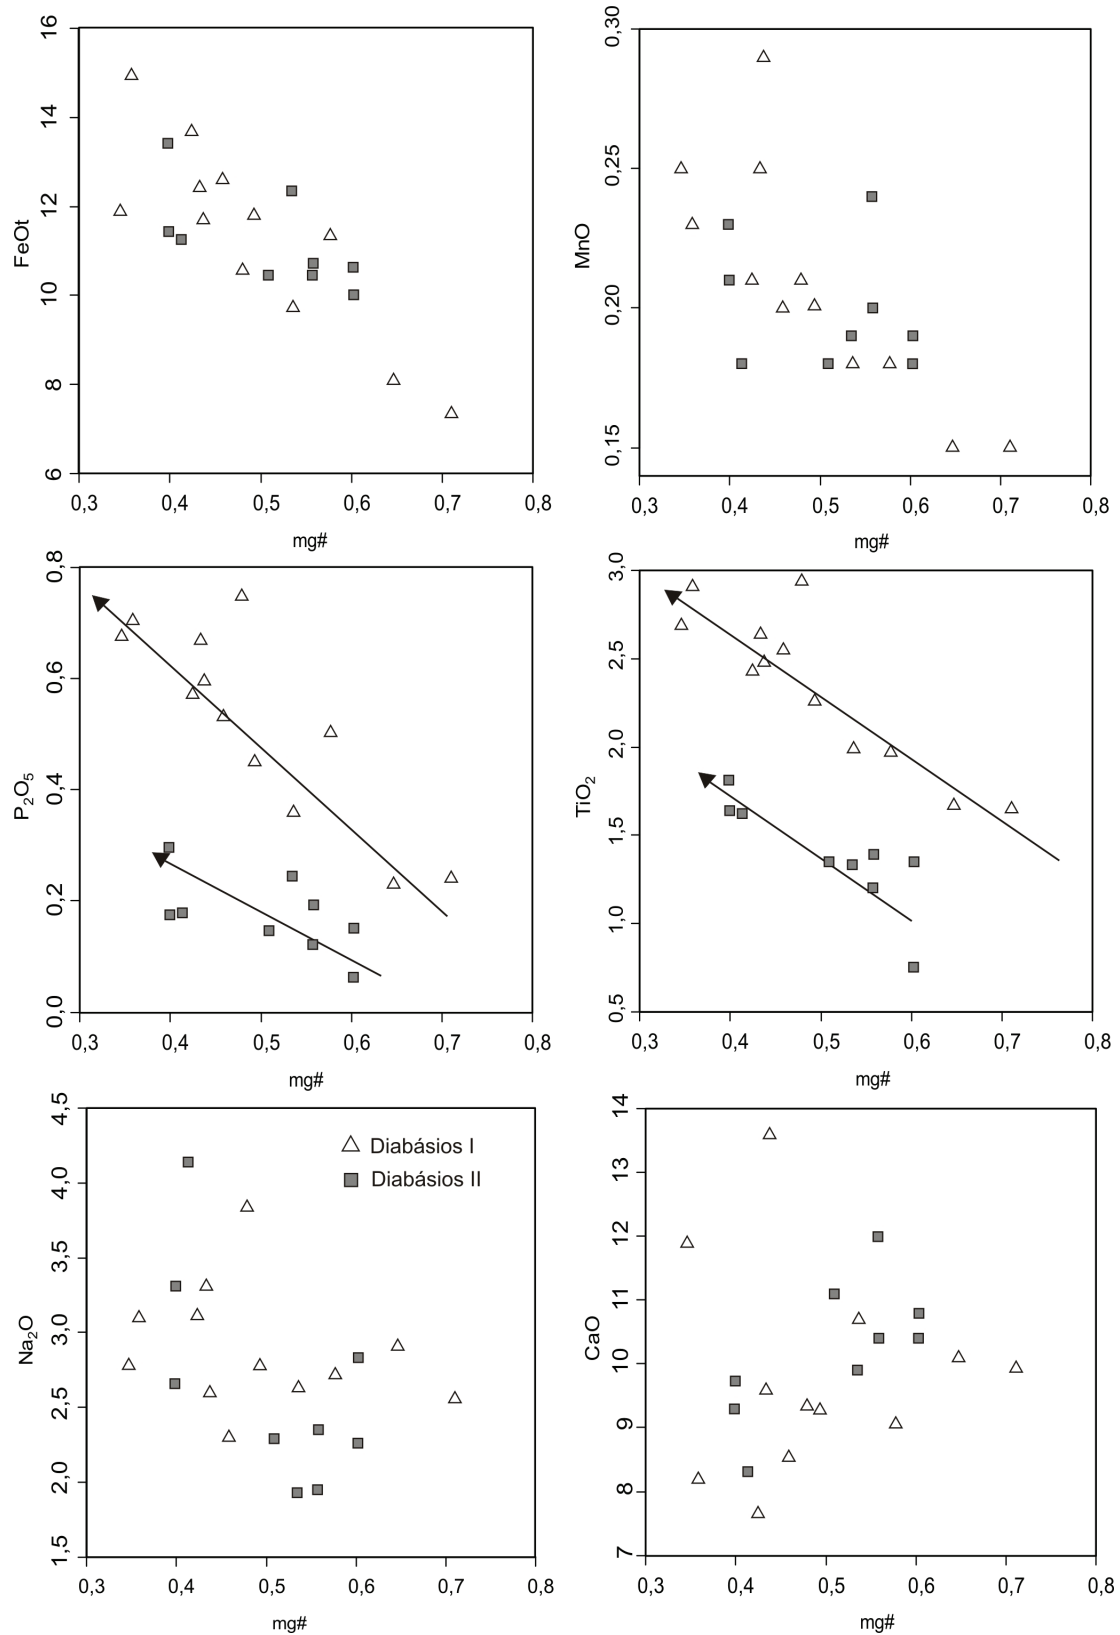 16
14
12
10
8
6
FeOt
0,3 0,4 0,5 0,6 0,7 0,8
mg#
0,30
0,25
0,20
0,15
MnO
0,3 0,4 0,5 0,6 0,7 0,8
mg#
0,8
0,6
0,4
0,2
0,0
P₂O₅
0,3 0,4 0,5 0,6 0,7 0,8
mg#
3,0
2,5
2,0
1,5
1,0
0,5
TiO₂
0,3 0,4 0,5 0,6 0,7 0,8
mg#
4,5
4,0
3,5
3,0
2,5
2,0
1,5
Na₂O
Diabásios I
Diabásios II
0,3 0,4 0,5 0,6 0,7 0,8
mg#
14
13
12
11
10
9
8
7
CaO
0,3 0,4 0,5 0,6 0,7 0,8
mg#